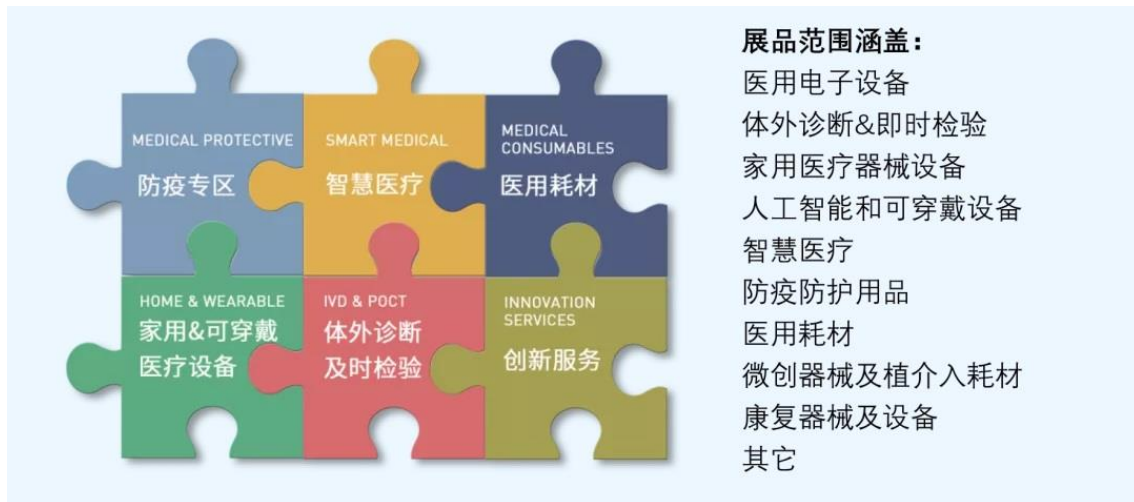 MEDICAL PROTECTIVE
防疫专区
SMART MEDICAL
智慧医疗
MEDICAL
CONSUMABLES
医用耗材
HOME & WEARABLE
家用&可穿戴
医疗设备
IVD & POCT
体外诊断
及时检验
INNOVATION
SERVICES
创新服务
展品范围涵盖：
医用电子设备
体外诊断&即时检验
家用医疗器械设备
人工智能和可穿戴设备
智慧医疗
防疫防护用品
医用耗材
微创器械及植介入耗材
康复器械及设备
其它